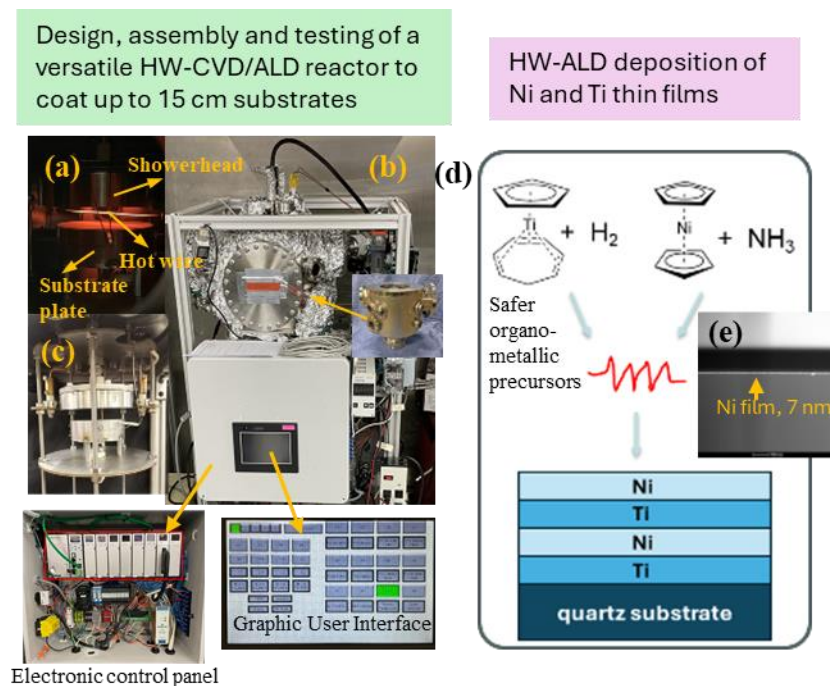 Design, assembly and testing of a
versatile HW-CVD/ALD reactor to
coat up to 15 cm substrates
HW-ALD deposition of
Ni and Ti thin films
(a)
Showerhead
Hot wire
Substrate
plate
(b)
(c)
Electronic control panel
Graphic User Interface
(d)
Ti
+ H₂
Ni
+ NH₃
Safer
organo-
metallic
precursors
(e)
Ni film, 7 nm
Ni
Ti
Ni
Ti
quartz substrate